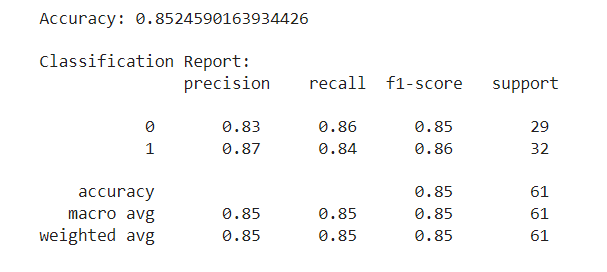 Accuracy: 0.8524590163934426
Classification Report:
precision recall f1-score support
0 0.83 0.86 0.85 29
1 0.87 0.84 0.86 32
accuracy 0.85 61
macro avg 0.85 0.85 0.85 61
weighted avg 0.85 0.85 0.85 61